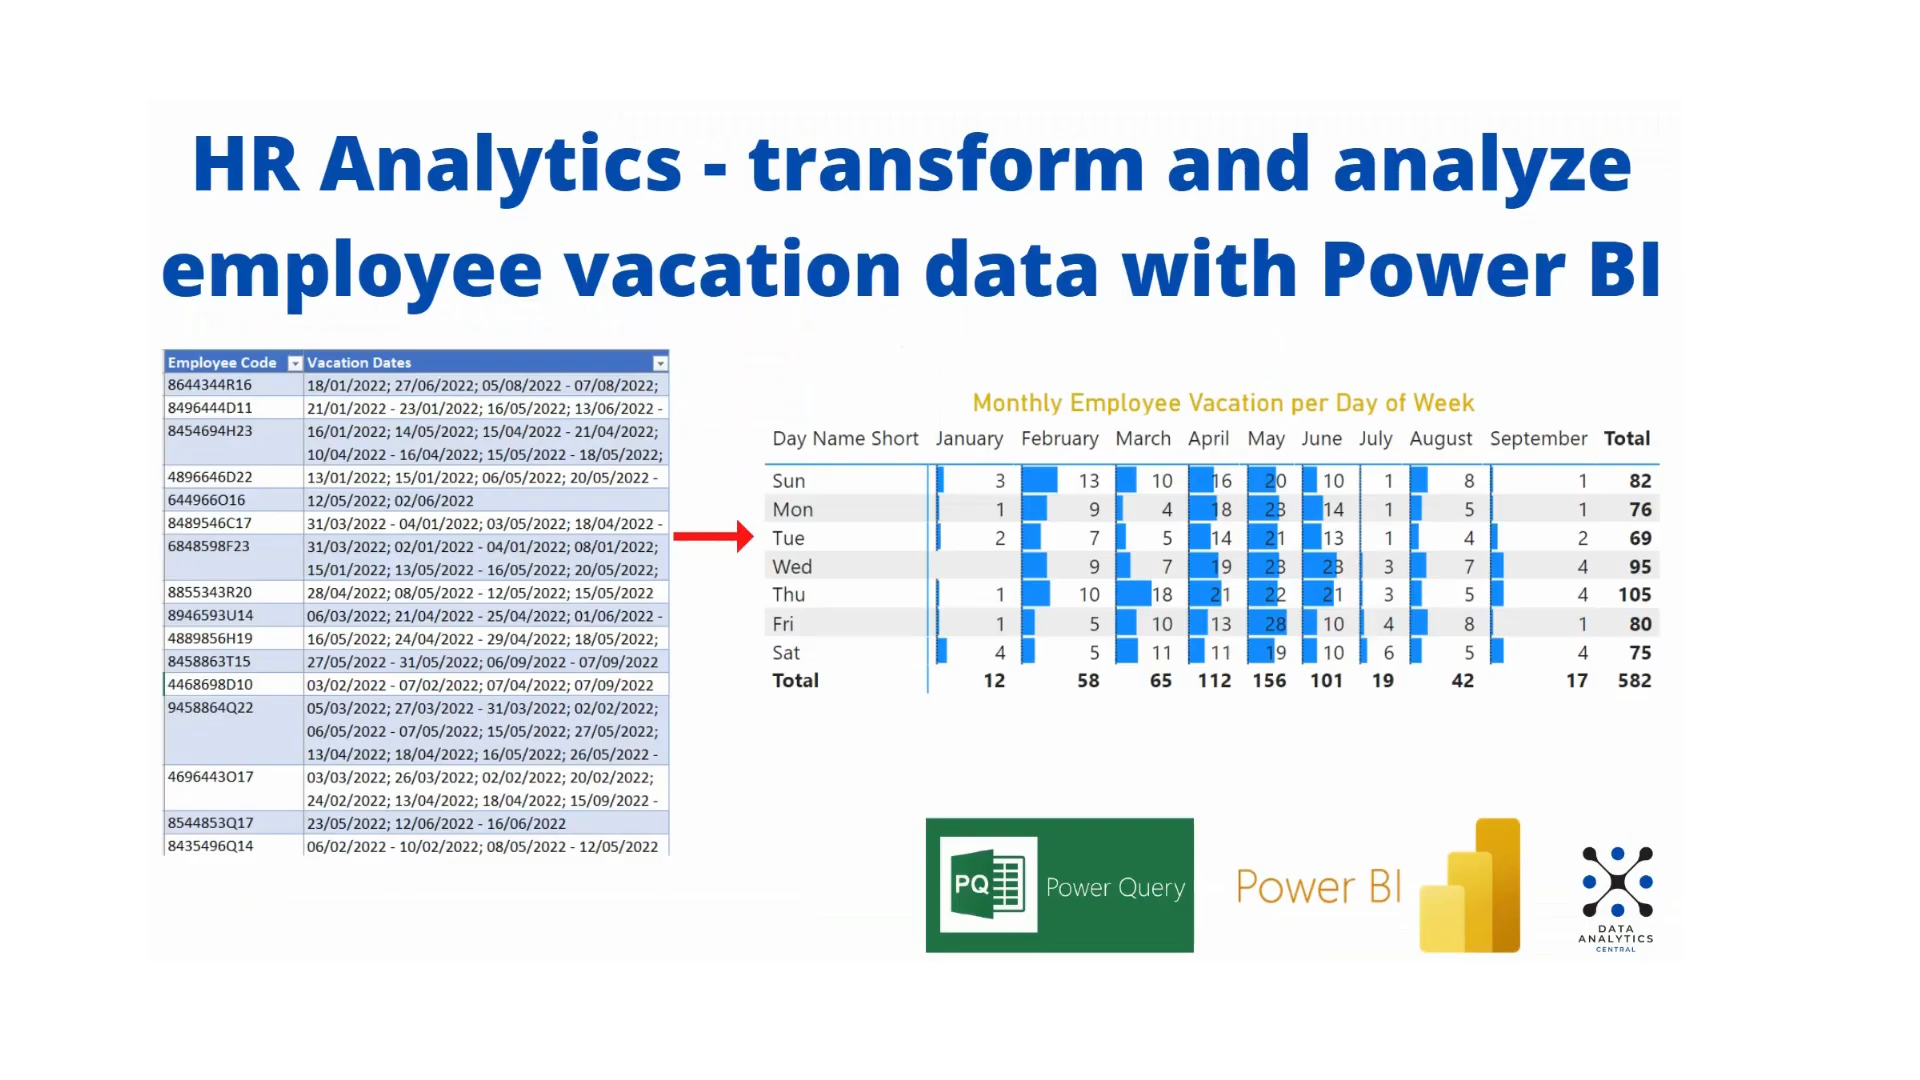 HR Analytics - transform and analyze
employee vacation data with Power BI
Employee Code Vacation Dates
8644344R16 18/01/2022; 27/06/2022; 05/08/2022 - 07/08/2022;
8496444D11 21/01/2022 - 23/01/2022; 16/05/2022; 13/06/2022 -
8454694H23 16/01/2022; 14/05/2022; 15/04/2022 - 21/04/2022;
10/04/2022 - 16/04/2022; 15/05/2022 - 18/05/2022;
4896646D22 13/01/2022; 15/01/2022; 06/05/2022; 20/05/2022 -
644966O16 12/05/2022; 02/06/2022
8489546C17 31/03/2022 - 04/01/2022; 03/05/2022; 18/04/2022 -
6848598F23 31/03/2022; 02/01/2022 - 04/01/2022; 08/01/2022;
15/01/2022; 13/05/2022 - 16/05/2022; 20/05/2022;
8855343R20 28/04/2022; 08/05/2022 - 12/05/2022; 15/05/2022
8946593U14 06/03/2022; 21/04/2022 - 25/04/2022; 01/06/2022 -
4889856H19 16/05/2022; 24/04/2022 - 29/04/2022; 18/05/2022;
8458863T15 27/05/2022 - 31/05/2022; 06/09/2022 - 07/09/2022
4468698D10 03/02/2022 - 07/02/2022; 07/04/2022; 07/09/2022
9458864Q22 05/03/2022; 27/03/2022 - 31/03/2022; 02/02/2022;
06/05/2022 - 07/05/2022; 15/05/2022; 27/05/2022;
13/04/2022; 18/04/2022; 16/05/2022; 26/05/2022 -
4696443O17 03/03/2022; 26/03/2022; 02/02/2022; 20/02/2022;
24/02/2022; 13/04/2022; 18/04/2022; 15/09/2022 -
8544853Q17 23/05/2022; 12/06/2022 - 16/06/2022
8435496Q14 06/02/2022 - 10/02/2022; 08/05/2022 - 12/05/2022
Monthly Employee Vacation per Day of Week
Day Name Short January February March April May June July August September Total
Sun 3 13 10 16 20 10 1 8 1 82
Mon 1 9 4 18 23 14 1 5 1 76
Tue 2 7 5 14 21 13 1 4 2 69
Wed 9 7 19 23 23 3 7 4 95
Thu 1 10 18 21 22 21 3 5 4 105
Fri 1 5 10 13 28 10 4 8 1 80
Sat 4 5 11 11 19 10 6 5 4 75
Total 12 58 65 112 156 101 19 42 17 582
PQ Power Query
Power BI
DATA
ANALYTICS
CENTRAL